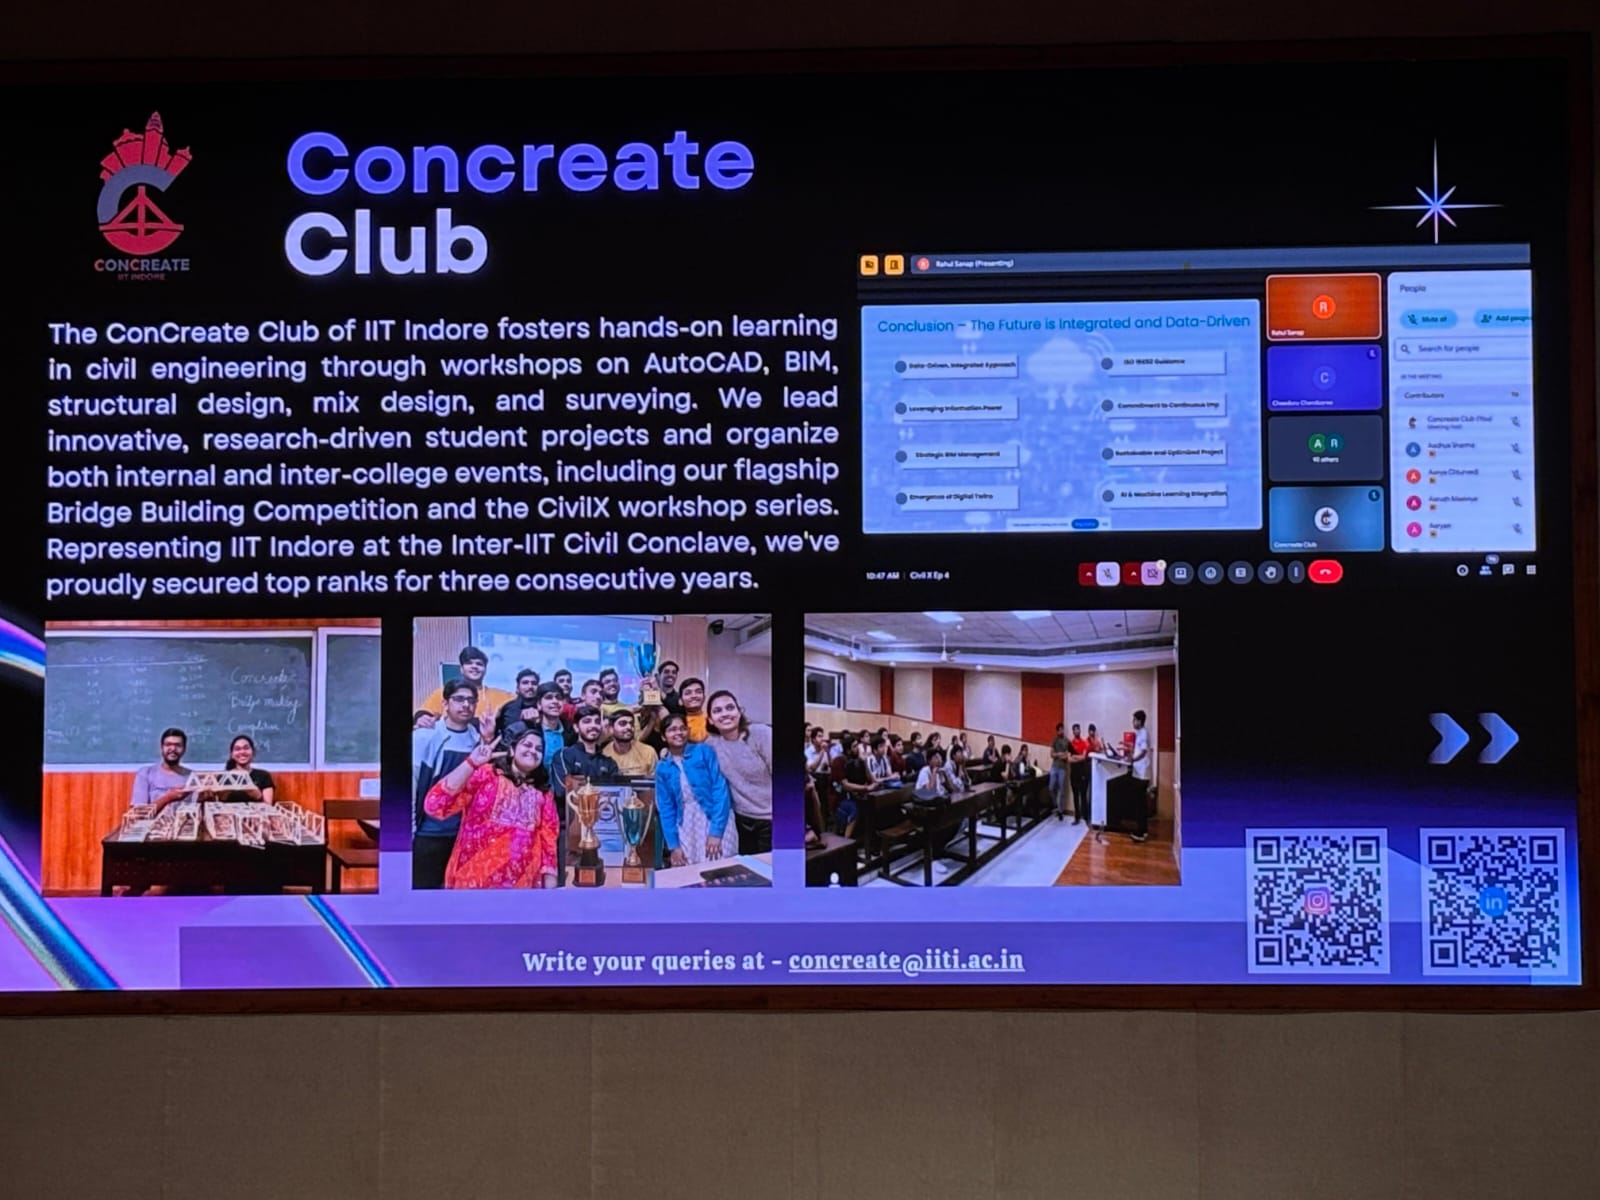 Concreate
Club
CONCREATE
IIT INDORE
The ConCreate Club of IIT Indore fosters hands-on learning
in civil engineering through workshops on AutoCAD, BIM,
structural design, mix design, and surveying. We lead
innovative, research-driven student projects and organize
both internal and inter-college events, including our flagship
Bridge Building Competition and the CivilX workshop series.
Representing IIT Indore at the Inter-IIT Civil Conclave, we've
proudly secured top ranks for three consecutive years.
Rahul Sanap (Presenting)
Conclusion – The Future is Integrated and Data-Driven
Data-Driven, Integrated Approach
ISO 19650 Guidance
Leveraging Information Power
Commitment to Continuous Imp
Strategic BIM Management
Sustainable and Optimized Project
Emergence of Digital Twins
AI & Machine Learning Integration
R
Rahul Sanap
C
A R
others
Concreate Club
People
Mute all
Add people
Search for people
IN THE MEETING
Contributors
Concreate Club (You)
Meeting host
Aadhya Sharma
Aarya Chturvedi
Aaryan
10:47 AM | Civil X Ep 4
Concreate
Bridge making
Competition
in
Write your queries at - concreate@iiti.ac.in